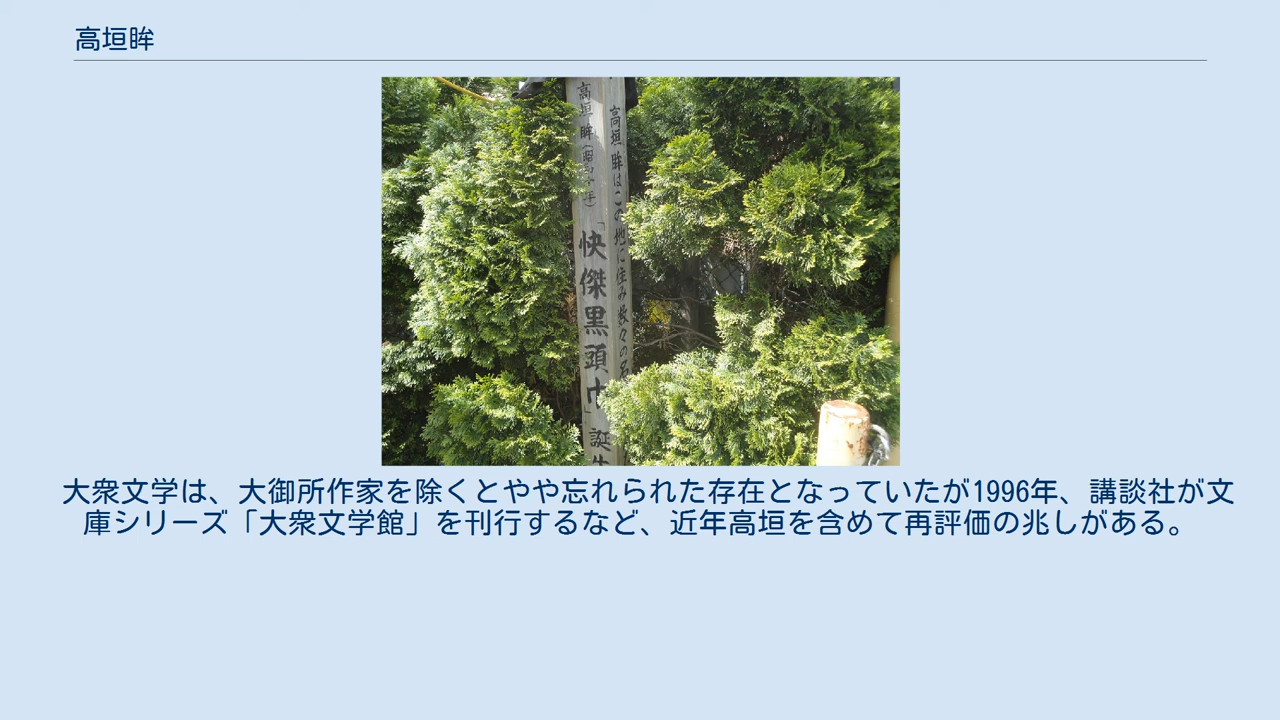 高垣眸
高垣眸はこの地に住み数々の名
高垣眸(昭和十年)
「快傑黒頭巾」誕生
大衆文学は、大御所作家を除くとやや忘れられた存在となっていたが1996年、講談社が文
庫シリーズ「大衆文学館」を刊行するなど、近年高垣を含めて再評価の兆しがある。